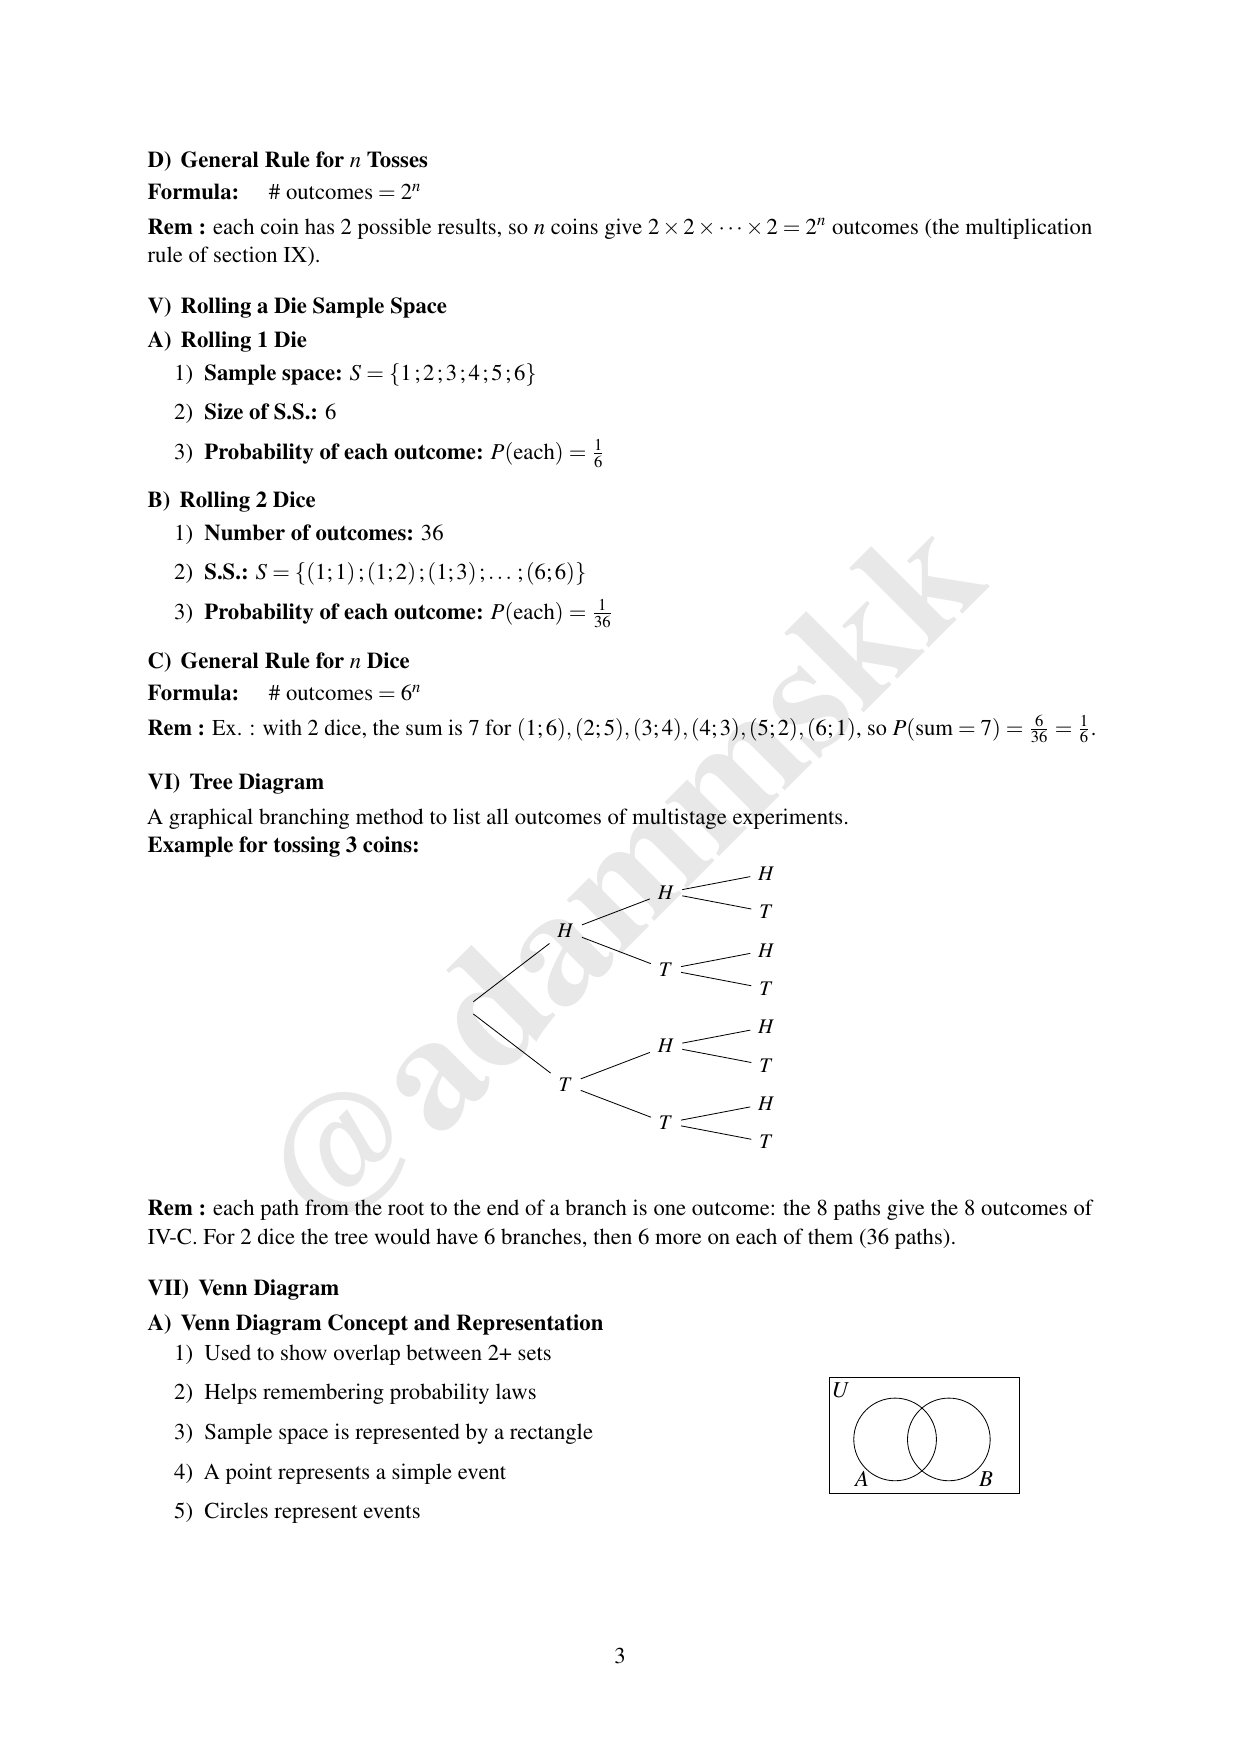 D) General Rule for n Tosses
Formula: # outcomes = 2ⁿ
Rem : each coin has 2 possible results, so n coins give 2 × 2 × ⋯ × 2 = 2ⁿ outcomes (the multiplication
rule of section IX).
V) Rolling a Die Sample Space
A) Rolling 1 Die
1) Sample space: S = {1;2;3;4;5;6}
2) Size of S.S.: 6
3) Probability of each outcome: P(each) = 1/6
B) Rolling 2 Dice
1) Number of outcomes: 36
2) S.S.: S = {(1;1);(1;2);(1;3);…;(6;6)}
3) Probability of each outcome: P(each) = 1/36
C) General Rule for n Dice
Formula: # outcomes = 6ⁿ
Rem : Ex. : with 2 dice, the sum is 7 for (1;6),(2;5),(3;4),(4;3),(5;2),(6;1), so P(sum = 7) = 6/36 = 1/6.
VI) Tree Diagram
A graphical branching method to list all outcomes of multistage experiments.
Example for tossing 3 coins:
H
H
T
H
H
T
T
H
H
T
T
H
T
T
@adammskk
Rem : each path from the root to the end of a branch is one outcome: the 8 paths give the 8 outcomes of
IV-C. For 2 dice the tree would have 6 branches, then 6 more on each of them (36 paths).
VII) Venn Diagram
A) Venn Diagram Concept and Representation
1) Used to show overlap between 2+ sets
2) Helps remembering probability laws
3) Sample space is represented by a rectangle
4) A point represents a simple event
5) Circles represent events
U
A B
3